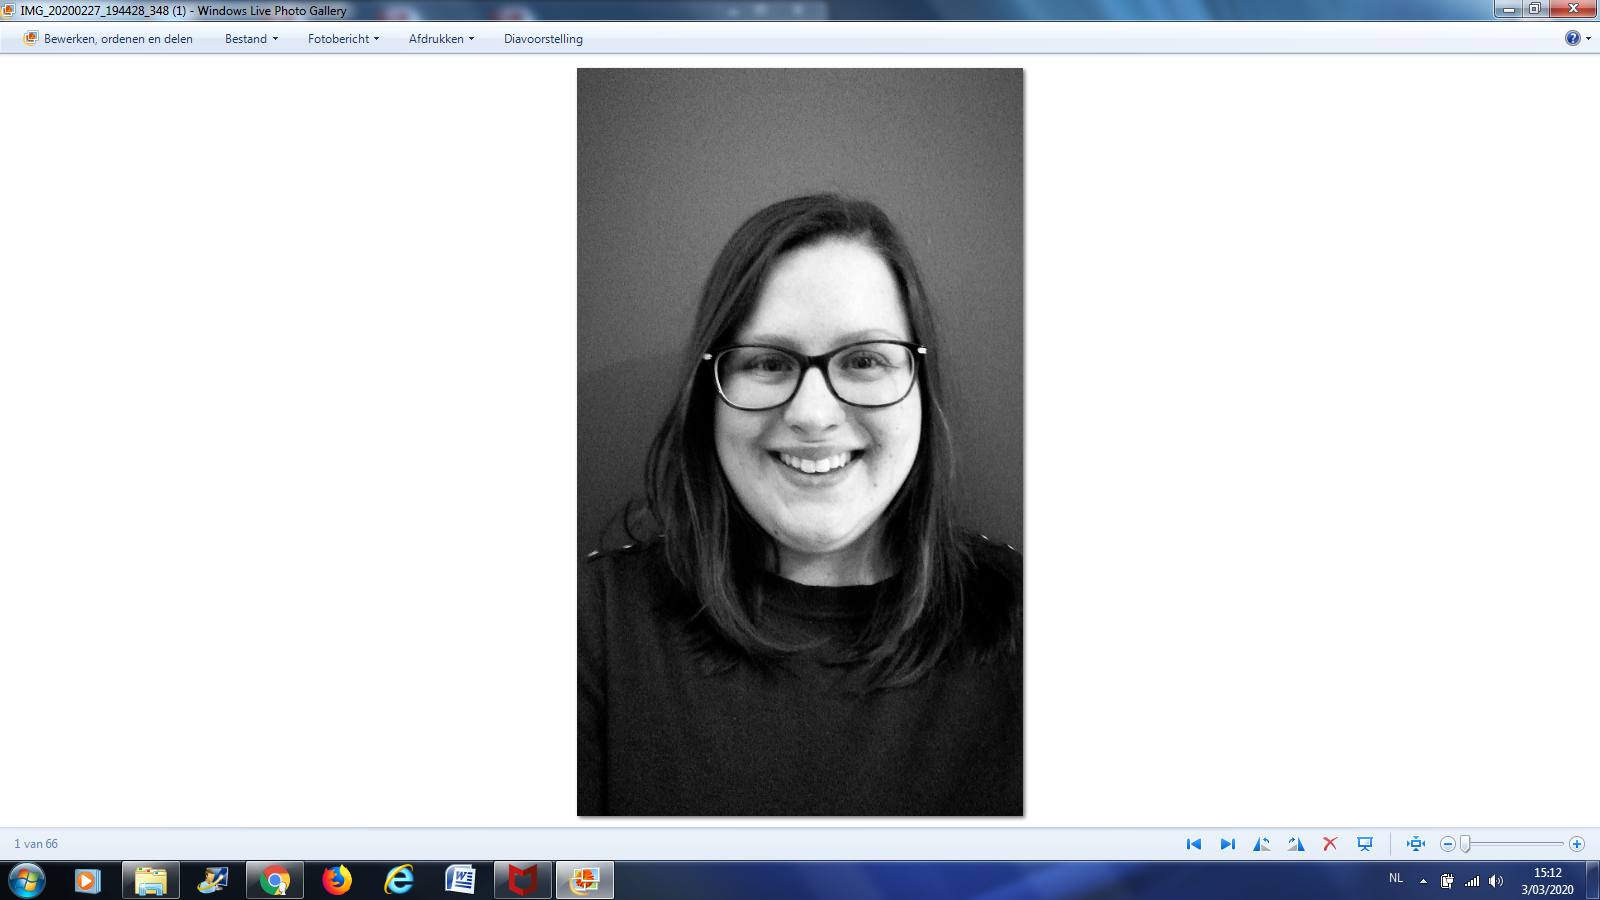 IMG_20200227_194428_348 (1) - Windows Live Photo Gallery
Bewerken, ordenen en delen Bestand Fotobericht Afdrukken Diavoorstelling
1 van 66
NL 15:12
3/03/2020